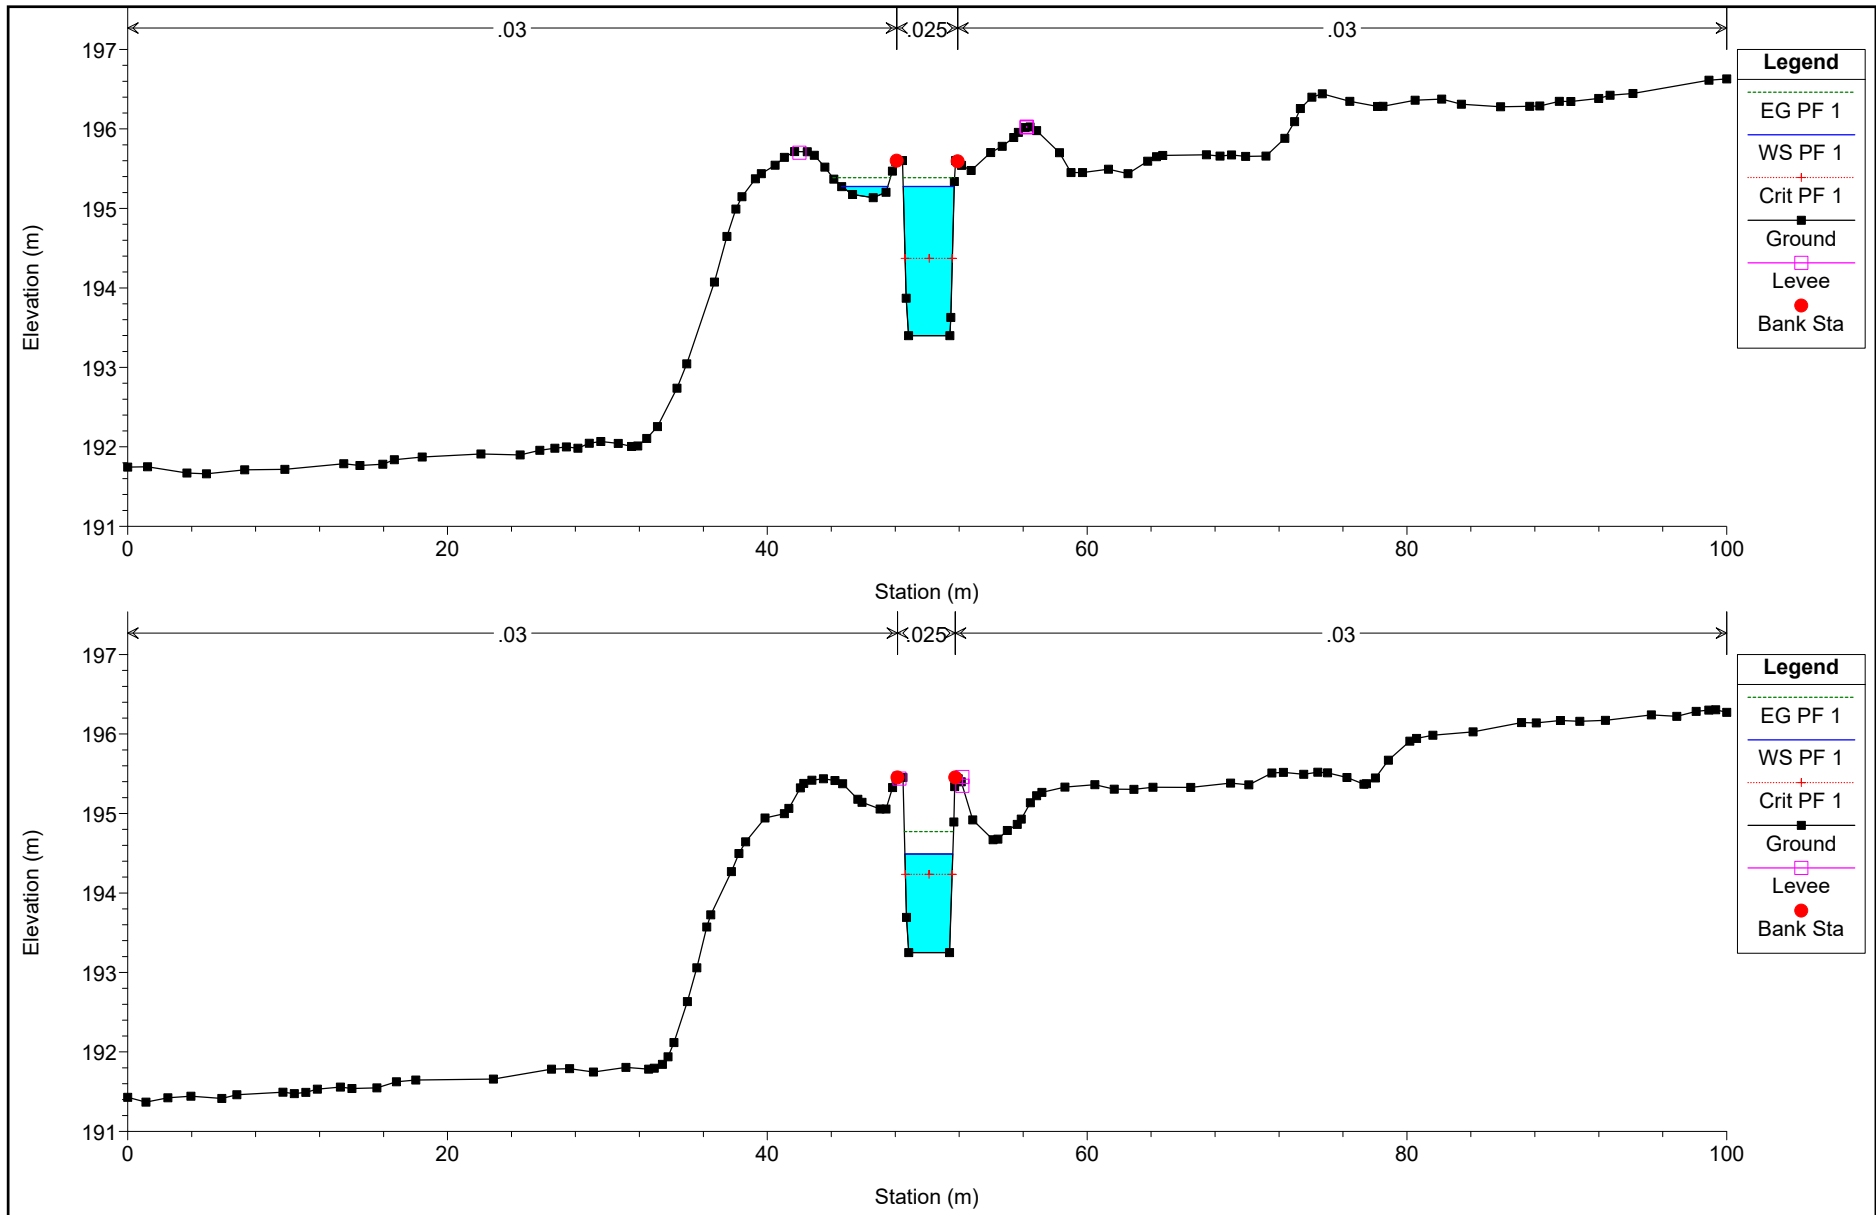 .03 .025 .03
197
196
195
194
193
192
191
0 20 40 60 80 100
Station (m)
Elevation (m)
Legend
EG PF 1
WS PF 1
Crit PF 1
Ground
Levee
Bank Sta
.03 .025 .03
197
196
195
194
193
192
191
0 20 40 60 80 100
Station (m)
Elevation (m)
Legend
EG PF 1
WS PF 1
Crit PF 1
Ground
Levee
Bank Sta